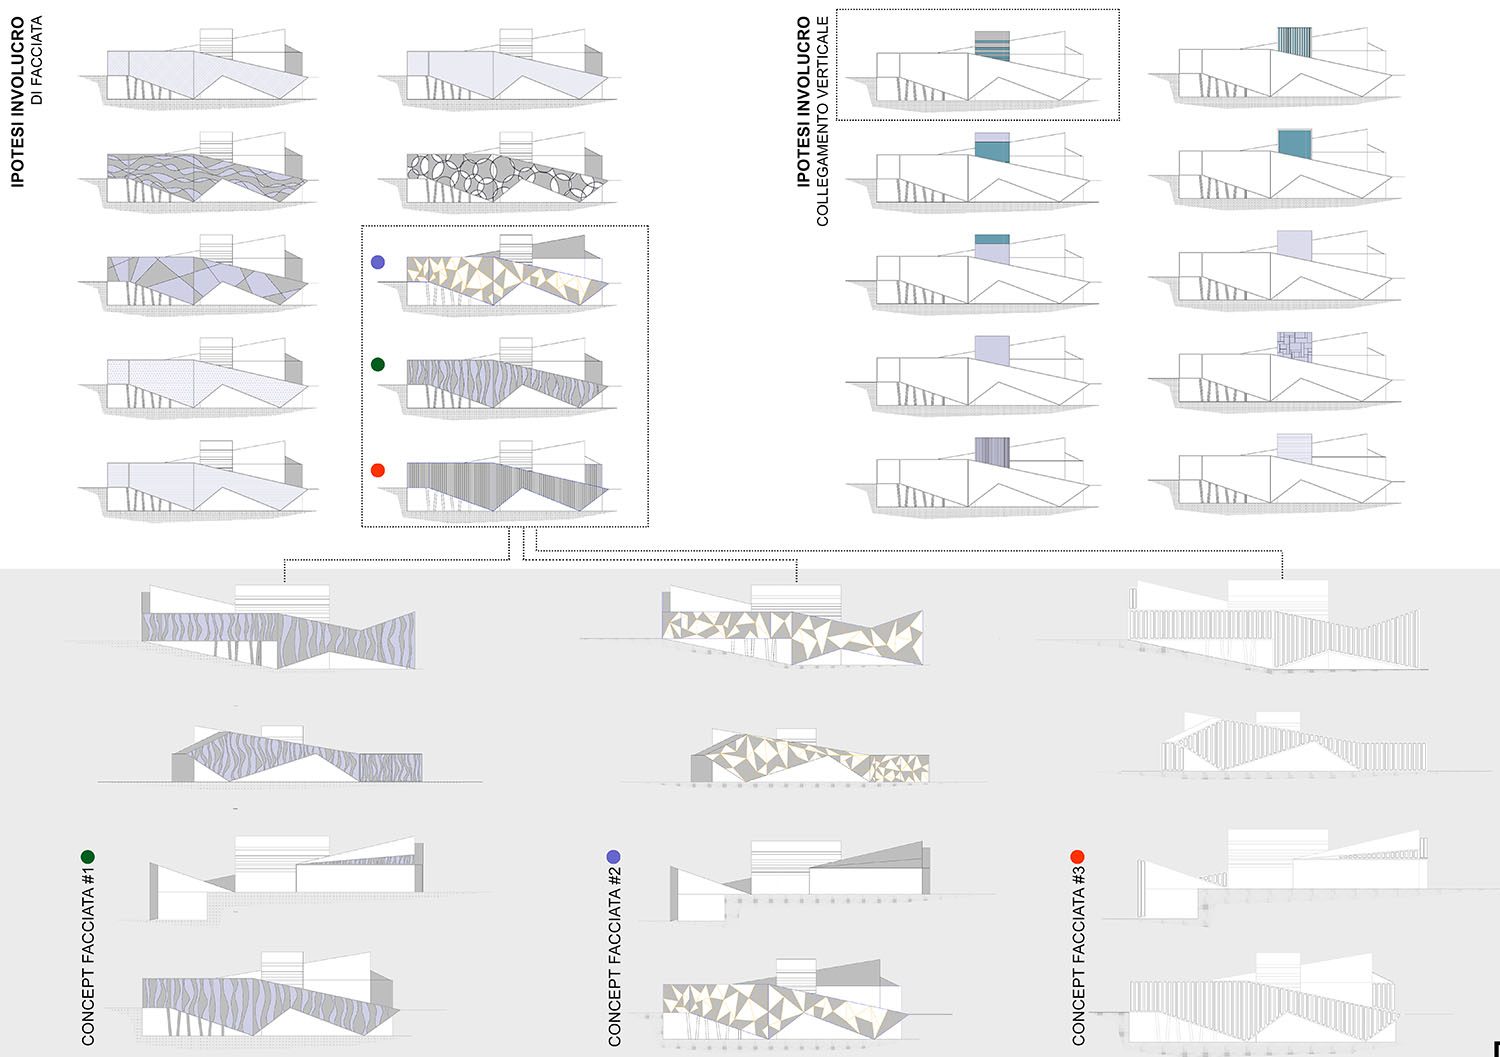 IPOTESI INVOLUCRO
DI FACCIATA
IPOTESI INVOLUCRO
COLLEGAMENTO VERTICALE
CONCEPT FACCIATA #1
CONCEPT FACCIATA #2
CONCEPT FACCIATA #3